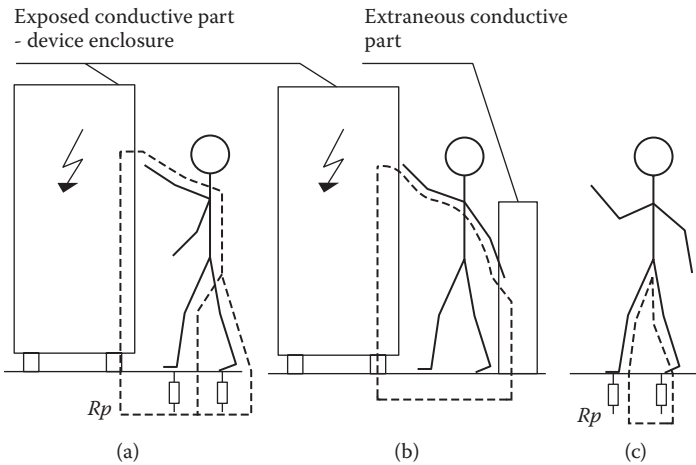 Exposed conductive part
- device enclosure
Extraneous conductive
part
Rp
Rp
(a)
(b)
(c)